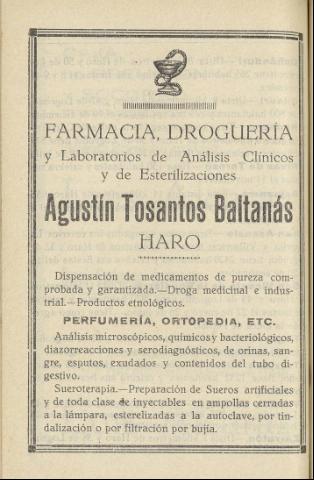 FARMACIA, DROGUERÍA
y Laboratorios de Análisis Clínicos
y de Esterilizaciones
Agustín Tosantos Baltanás
HARO
Dispensación de medicamentos de pureza com-
probada y garantizada.—Droga medicinal e indus-
trial.—Productos etnológicos.
PERFUMERÍA, ORTOPEDIA, ETC.
Análisis microscópicos, químicos y bacteriológicos,
diazorreacciones y serodiagnósticos, de orinas, san-
gre, esputos, exudados y contenidos del tubo di-
gestivo.
Sueroterapia.—Preparación de Sueros artificiales
y de toda clase de inyectables en ampollas cerradas
a la lámpara, esterelizadas a la autoclave, por tin-
dalización o por filtración por bujía.